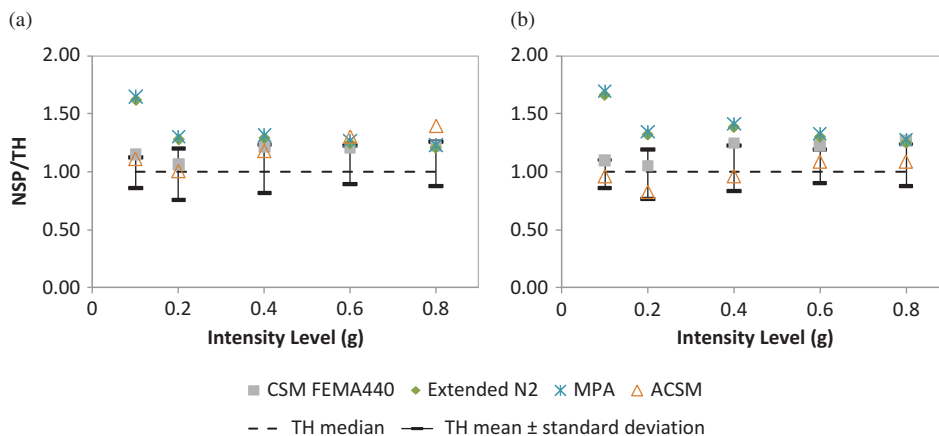 (a)
(b)
2.00
1.50
1.00
0.50
0.00
NSP/TH
0
0.2
0.4
0.6
0.8
Intensity Level (g)
2.00
1.50
1.00
0.50
0.00
0
0.2
0.4
0.6
0.8
Intensity Level (g)
CSM FEMA440
Extended N2
MPA
ACSM
TH median
TH mean ± standard deviation